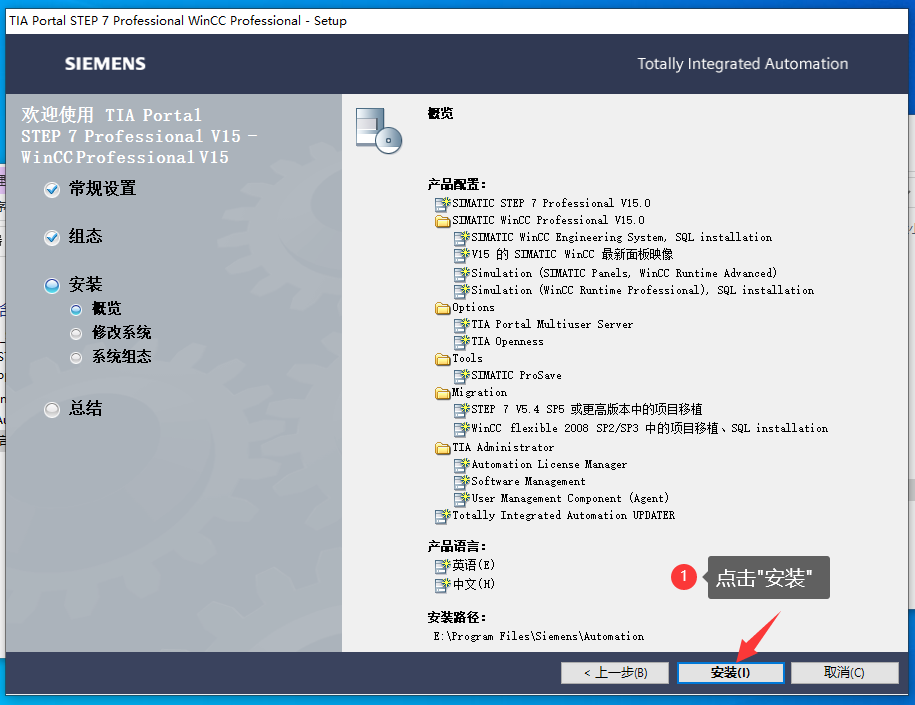 TIA Portal STEP 7 Professional WinCC Professional - Setup
SIEMENS
Totally Integrated Automation
欢迎使用 TIA Portal
STEP 7 Professional V15 -
WinCC Professional V15
常规设置
组态
安装
概览
修改系统
系统组态
总结
概览
产品配置：
SIMATIC STEP 7 Professional V15.0
SIMATIC WinCC Professional V15.0
SIMATIC WinCC Engineering System, SQL installation
V15 的 SIMATIC WinCC 最新面板映像
Simulation (SIMATIC Panels, WinCC Runtime Advanced)
Simulation (WinCC Runtime Professional), SQL installation
Options
TIA Portal Multiuser Server
TIA Openness
Tools
SIMATIC ProSave
Migration
STEP 7 V5.4 SP5 或更高版本中的项目移植
WinCC flexible 2008 SP2/SP3 中的项目移植、SQL installation
TIA Administrator
Automation License Manager
Software Management
User Management Component (Agent)
Totally Integrated Automation UPDATER
产品语言：
英语(E)
中文(H)
1 点击"安装"
安装路径：
E:\Program Files\Siemens\Automation
< 上一步(B)
安装(I)
取消(C)